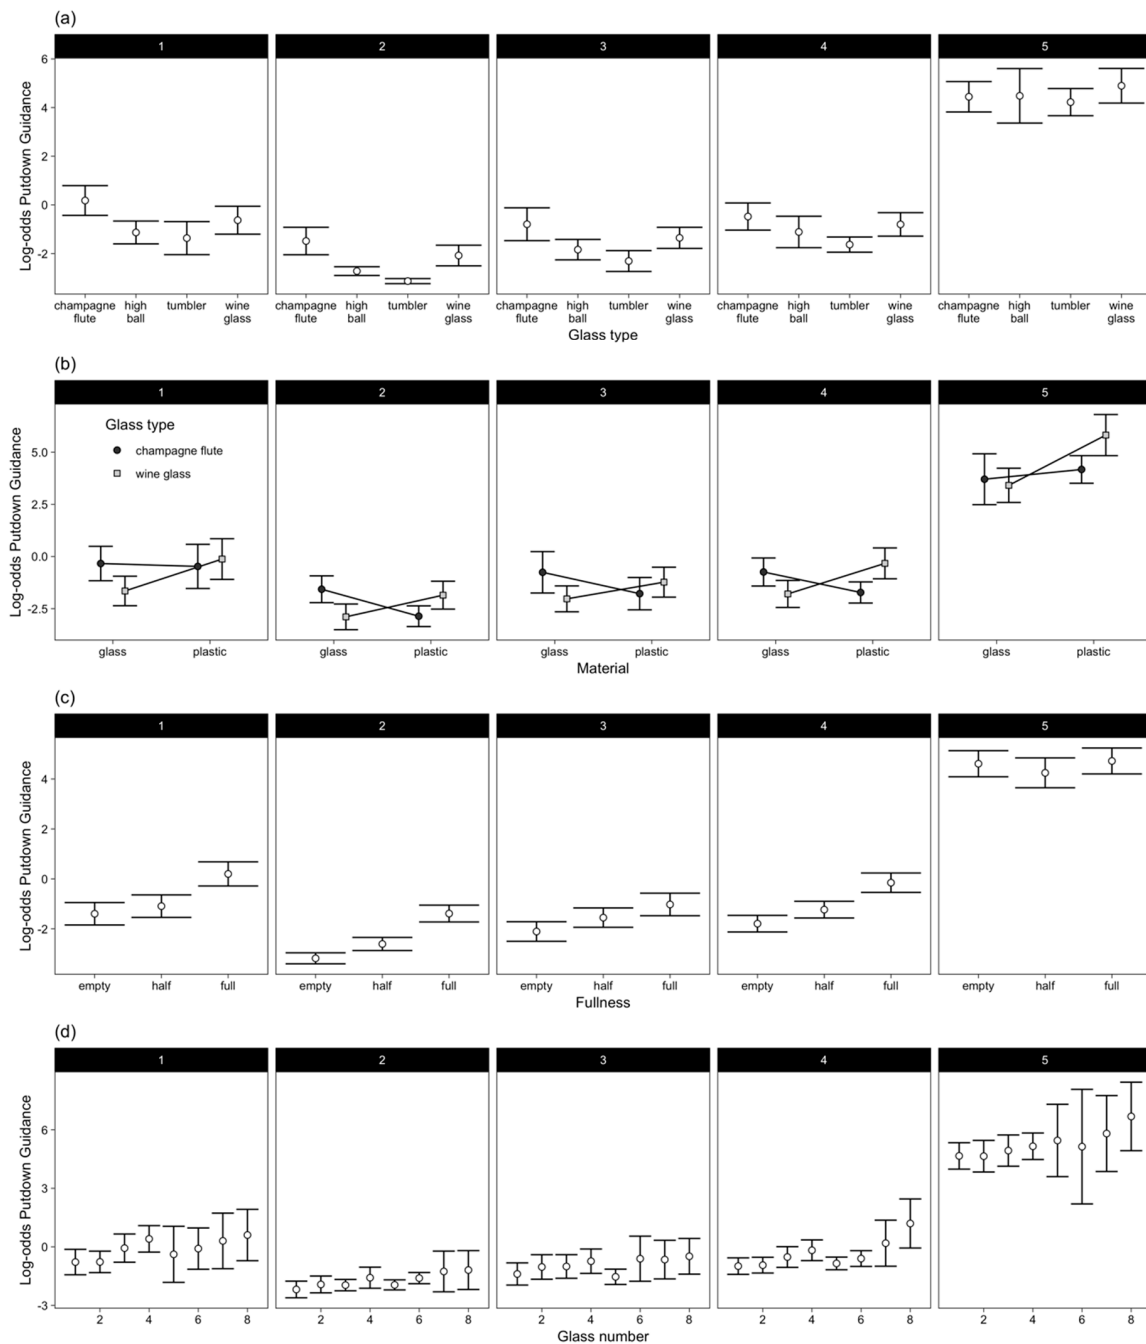 (a)
1 2 3 4 5
Log-odds Putdown Guidance
6
4
2
0
-2
champagne flute high ball tumbler wine glass champagne flute high ball tumbler wine glass champagne flute high ball tumbler wine glass champagne flute high ball tumbler wine glass champagne flute high ball tumbler wine glass
Glass type
(b)
1 2 3 4 5
Log-odds Putdown Guidance
Glass type
champagne flute
wine glass
5.0
2.5
0.0
-2.5
glass plastic glass plastic glass plastic glass plastic glass plastic
Material
(c)
1 2 3 4 5
Log-odds Putdown Guidance
4
2
0
-2
empty half full empty half full empty half full empty half full empty half full
Fullness
(d)
1 2 3 4 5
Log-odds Putdown Guidance
6
3
0
-3
2 4 6 8 2 4 6 8 2 4 6 8 2 4 6 8 2 4 6 8
Glass number